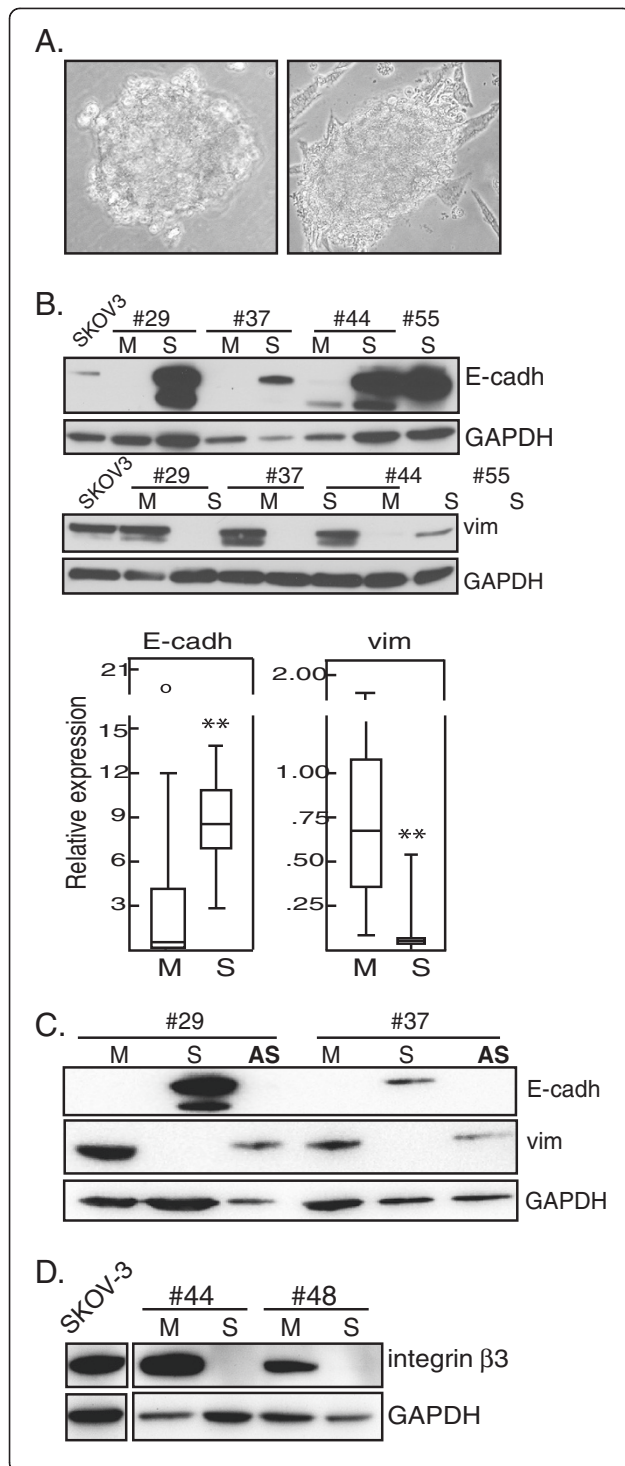 A.
B.
SKOV3 #29 #37 #44 #55
M S M S M S S
E-cadh
GAPDH
SKOV3 #29 #37 #44 #55
M S M S M S S
vim
GAPDH
E-cadh vim
Relative expression
21 15 12 9 6 3
2.00 1.00 .75 .50 .25
o ** **
M S M S
C.
#29 #37
M S AS M S AS
E-cadh
vim
GAPDH
D.
SKOV-3 #44 #48
M S M S
integrin β3
GAPDH